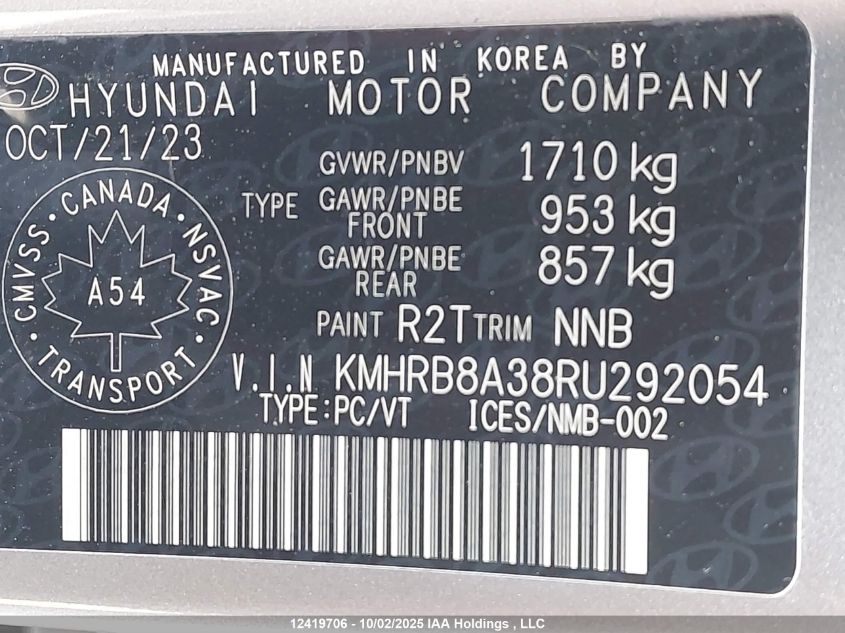 MANUFACTURED IN KOREA BY
HYUNDAI MOTOR COMPANY
OCT/21/23
GVWR/PNBV 1710 kg
TYPE GAWR/PNBE FRONT 953 kg
GAWR/PNBE REAR 857 kg
PAINT R2T TRIM NNB
V.I.N KMHRB8A38RU292054
TYPE:PC/VT ICES/NMB-002
CMVSS · CANADA · NSVAC · TRANSPORT ·
A54
12419706 - 10/02/2025 IAA Holdings , LLC